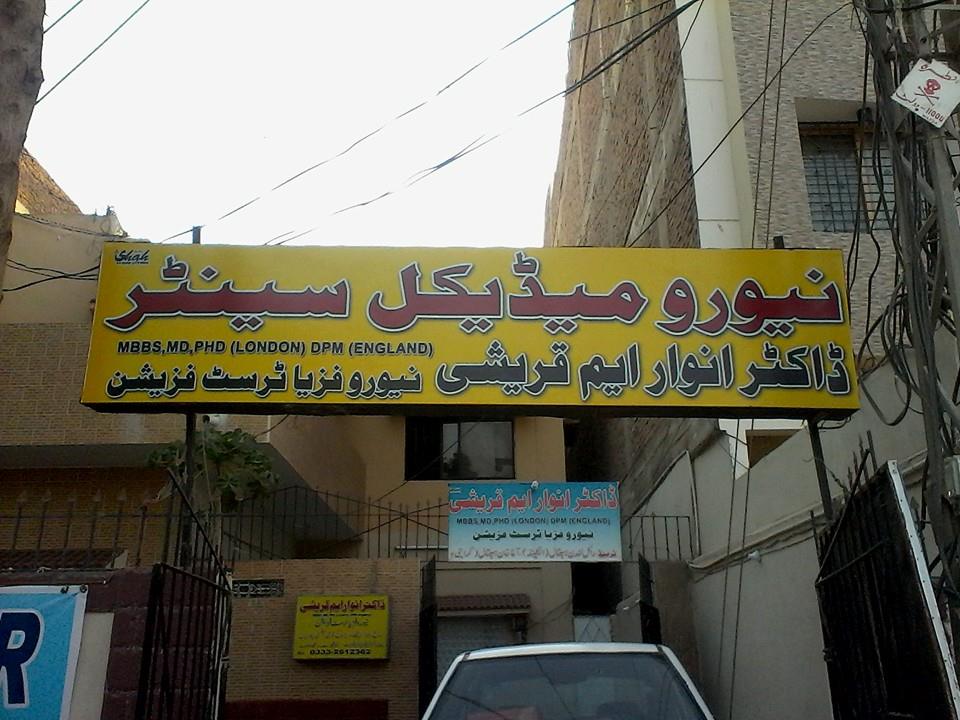 Shah
نیورو میڈیکل سینٹر
MBBS,MD,PHD (LONDON) DPM (ENGLAND)
ڈاکٹر انوار ایم قریشی
نیورو فزیا ٹرسٹ فزیشن
ڈاکٹر انوار ایم قریشی
MBBS,MD,PHD (LONDON) DPM (ENGLAND)
نیورو فزیا ٹرسٹ فزیشن
ڈاکٹر انوار ایم قریشی
0333-2612362
خطرہ
11000
R